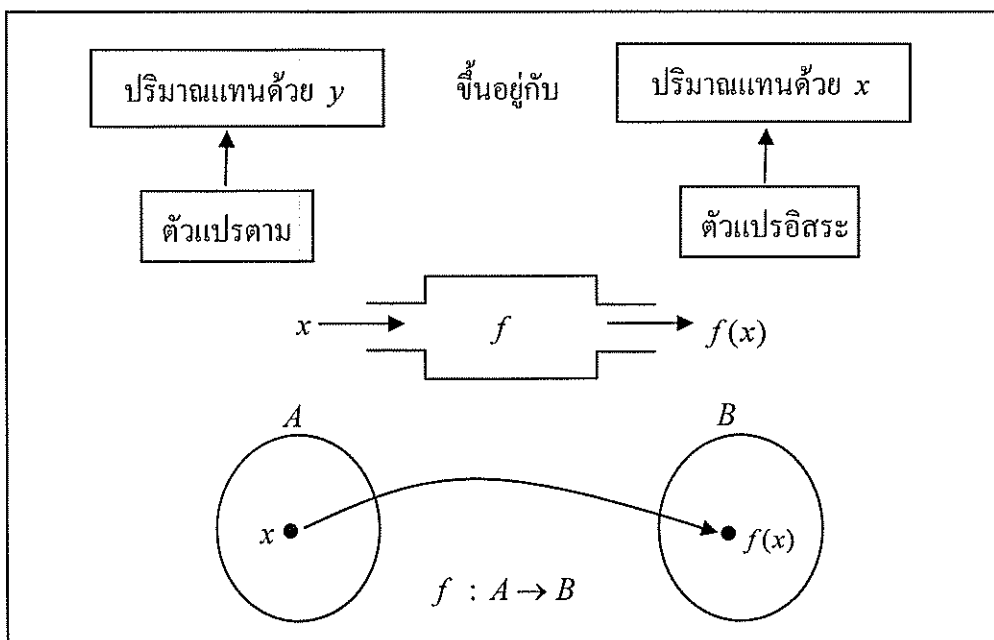 ปริมาณแทนด้วย y ขึ้นอยู่กับ ปริมาณแทนด้วย x
ตัวแปรตาม ตัวแปรอิสระ
x f f(x)
A B
x f(x)
f : A → B